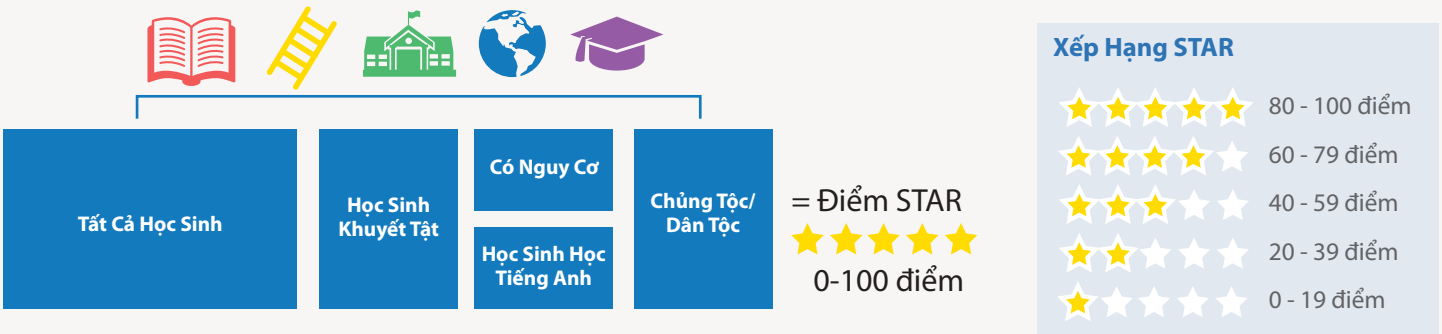 Tất Cả Học Sinh
Học Sinh
Khuyết Tật
Có Nguy Cơ
Học Sinh Học
Tiếng Anh
Chủng Tộc/
Dân Tộc
= Điểm STAR
0-100 điểm
Xếp Hạng STAR
80 - 100 điểm
60 - 79 điểm
40 - 59 điểm
20 - 39 điểm
0 - 19 điểm